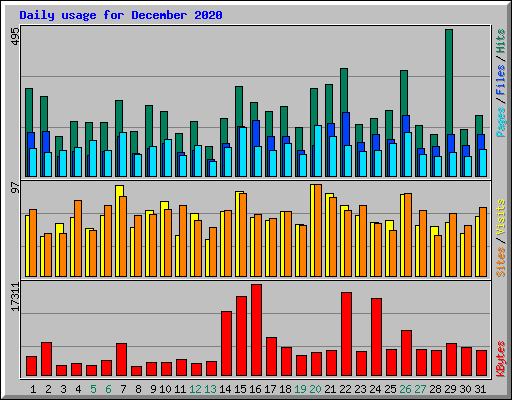 Daily usage for December 2020
495
Pages / Files / Hits
97
Sites / Visits
17311
KBytes
1 2 3 4 5 6 7 8 9 10 11 12 13 14 15 16 17 18 19 20 21 22 23 24 25 26 27 28 29 30 31